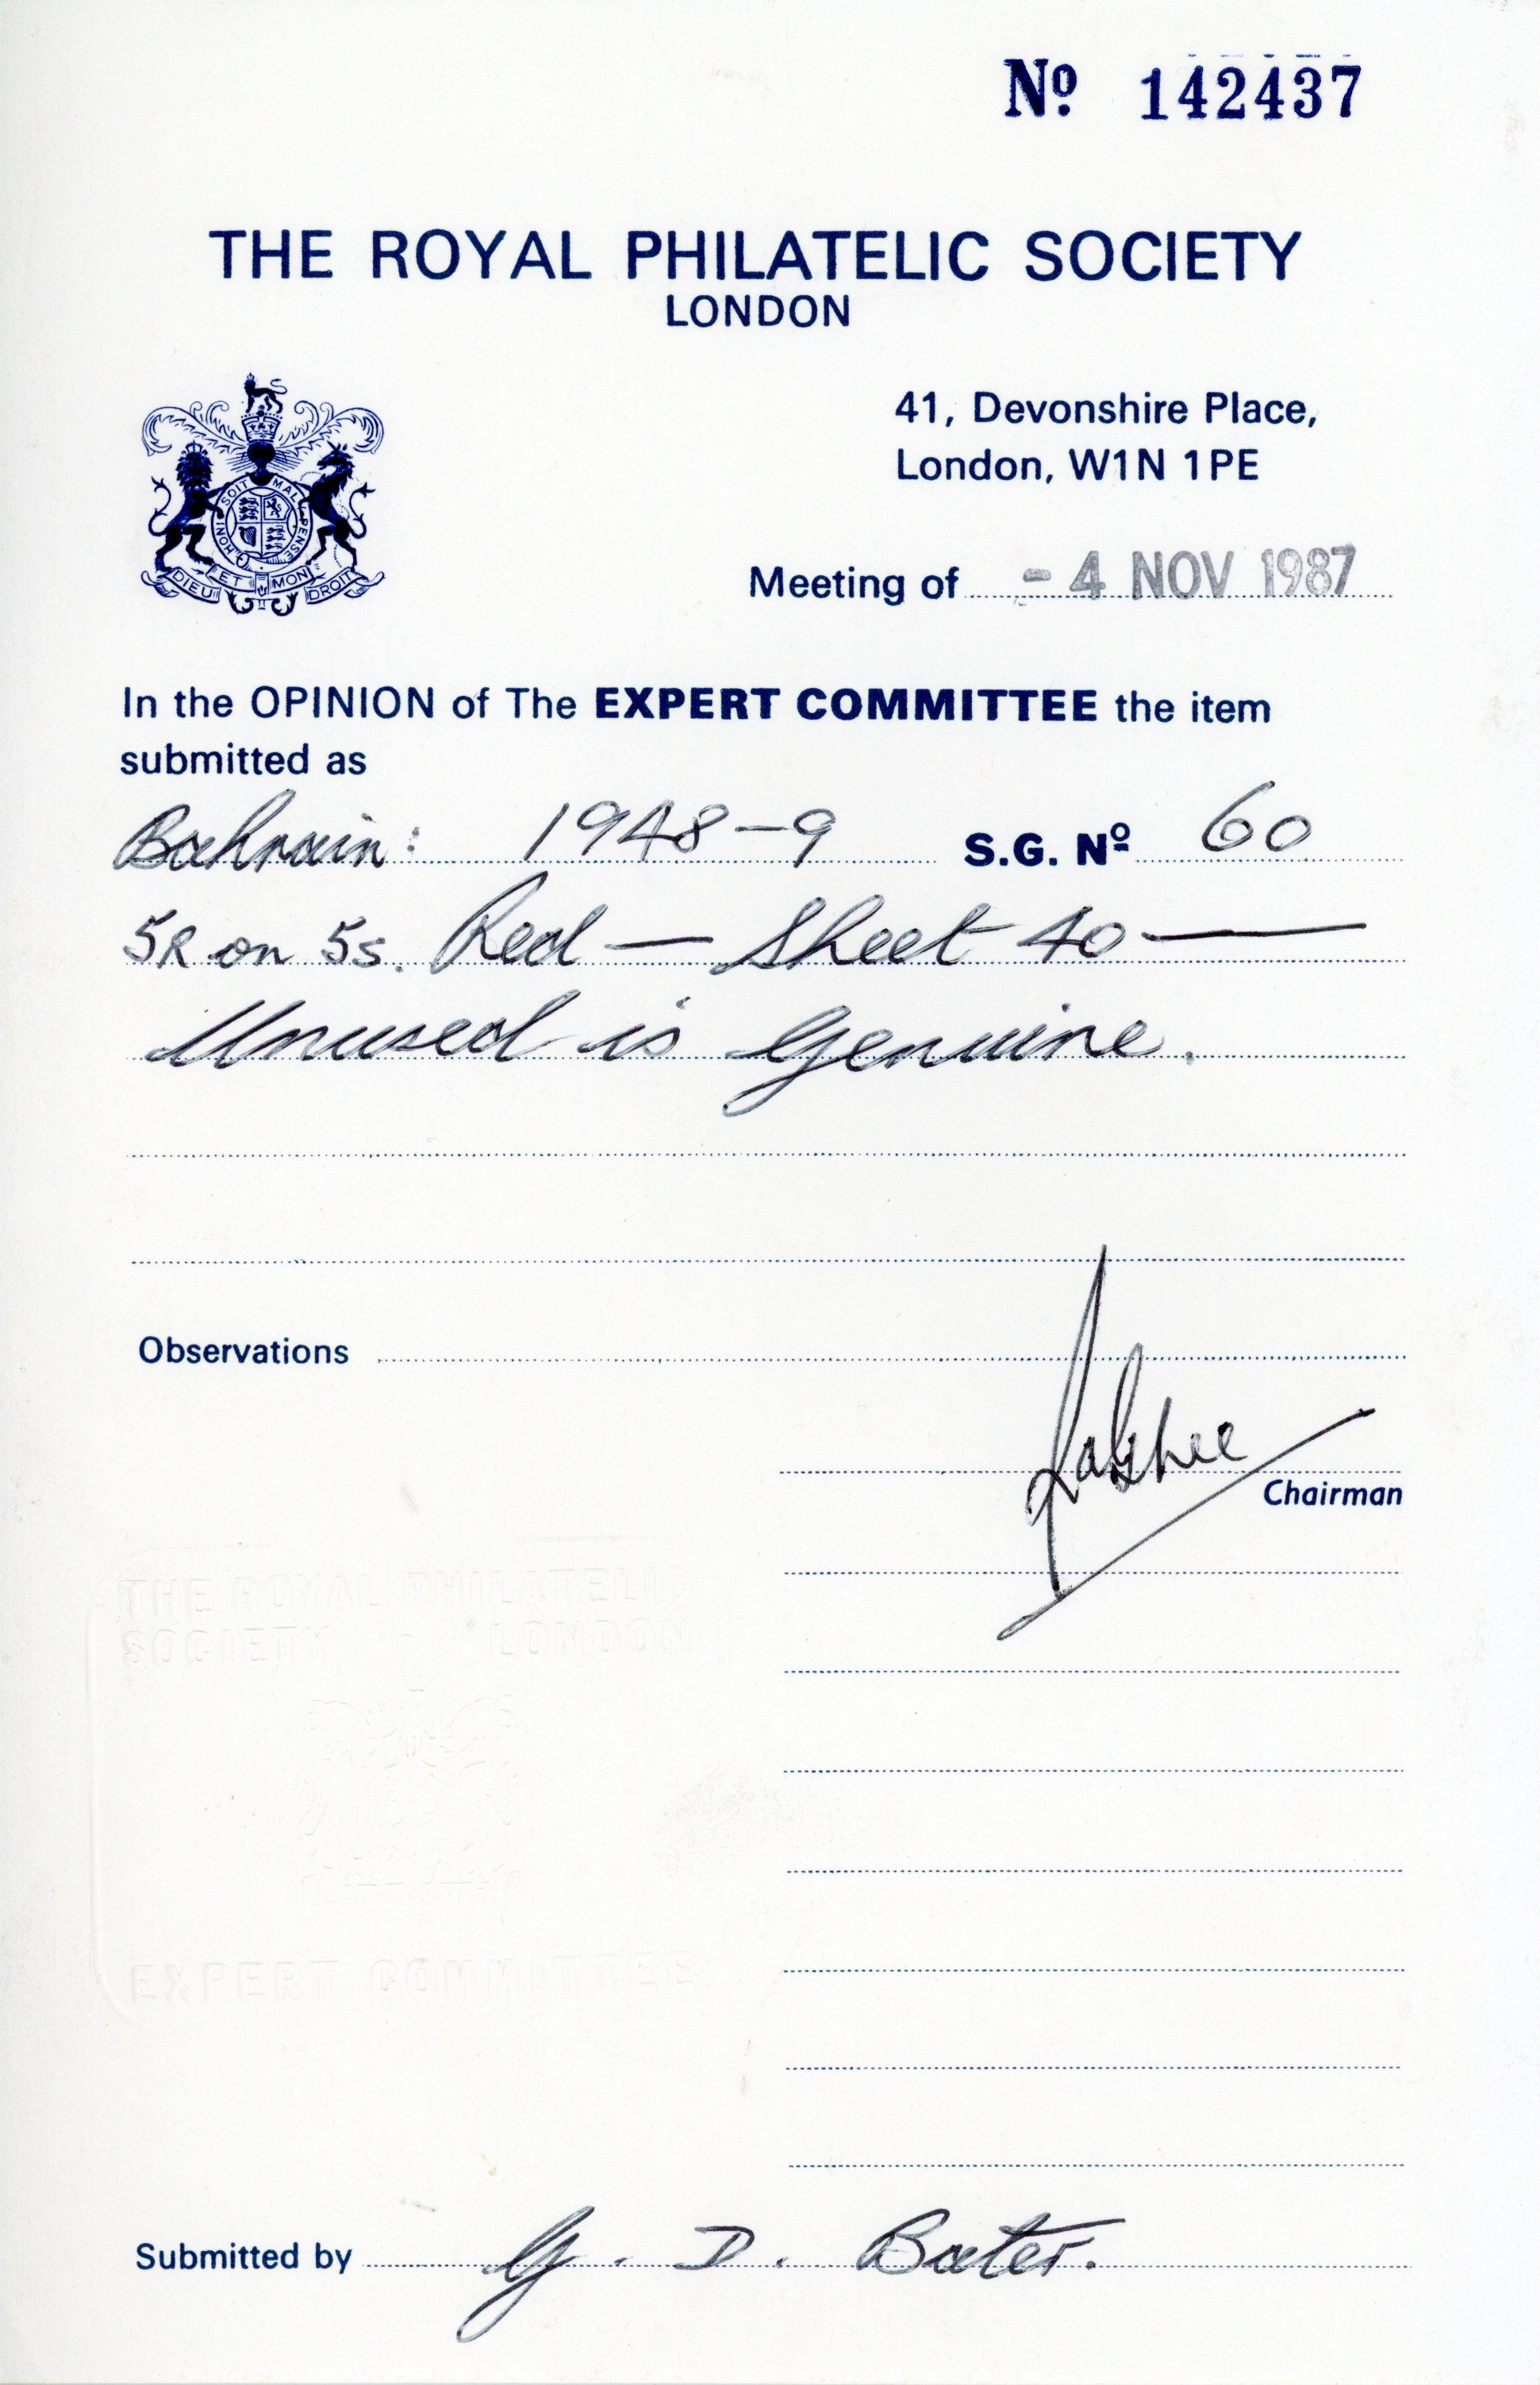 Nº 142437
THE ROYAL PHILATELIC SOCIETY
LONDON
41, Devonshire Place,
London, W1N 1PE
HONI SOIT MAL PENSE
DIEU ET MON DROIT
Meeting of - 4 NOV 1987
In the OPINION of The EXPERT COMMITTEE the item
submitted as
Bahrain: 1948-9 S.G. Nº 60
5R on 5s. Red — Sheet 40 —
Unused is Genuine.
Observations
Chairman
THE ROYAL PHILATELIC
SOCIETY LONDON
EXPERT COMMITTEE
Submitted by G. D. Bater.